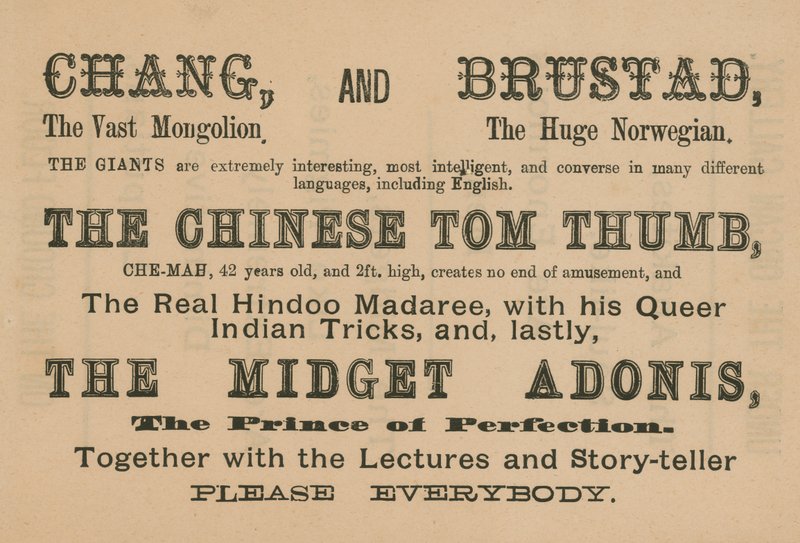 CHANG, AND BRUSTAD,
The Vast Mongolion. The Huge Norwegian.
THE GIANTS are extremely interesting, most intelligent, and converse in many different
languages, including English.
THE CHINESE TOM THUMB,
CHE-MAH, 42 years old, and 2ft. high, creates no end of amusement, and
The Real Hindoo Madaree, with his Queer
Indian Tricks, and, lastly,
THE MIDGET ADONIS,
The Prince of Perfection.
Together with the Lectures and Story-teller
PLEASE EVERYBODY.